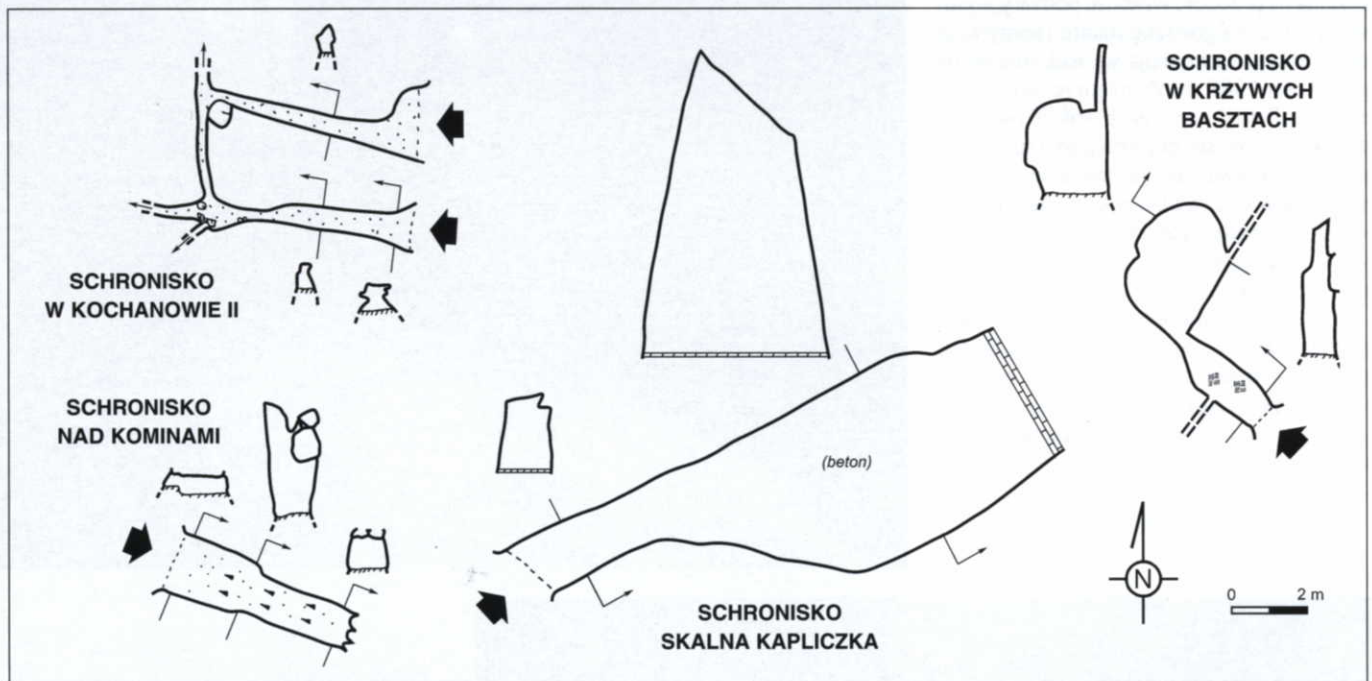 SCHRONISKO
W KOCHANOWIE II
SCHRONISKO
W KRZYWYCH
BASZTACH
SCHRONISKO
NAD KOMINAMI
(beton)
SCHRONISKO
SKALNA KAPLICZKA
N
0 2 m